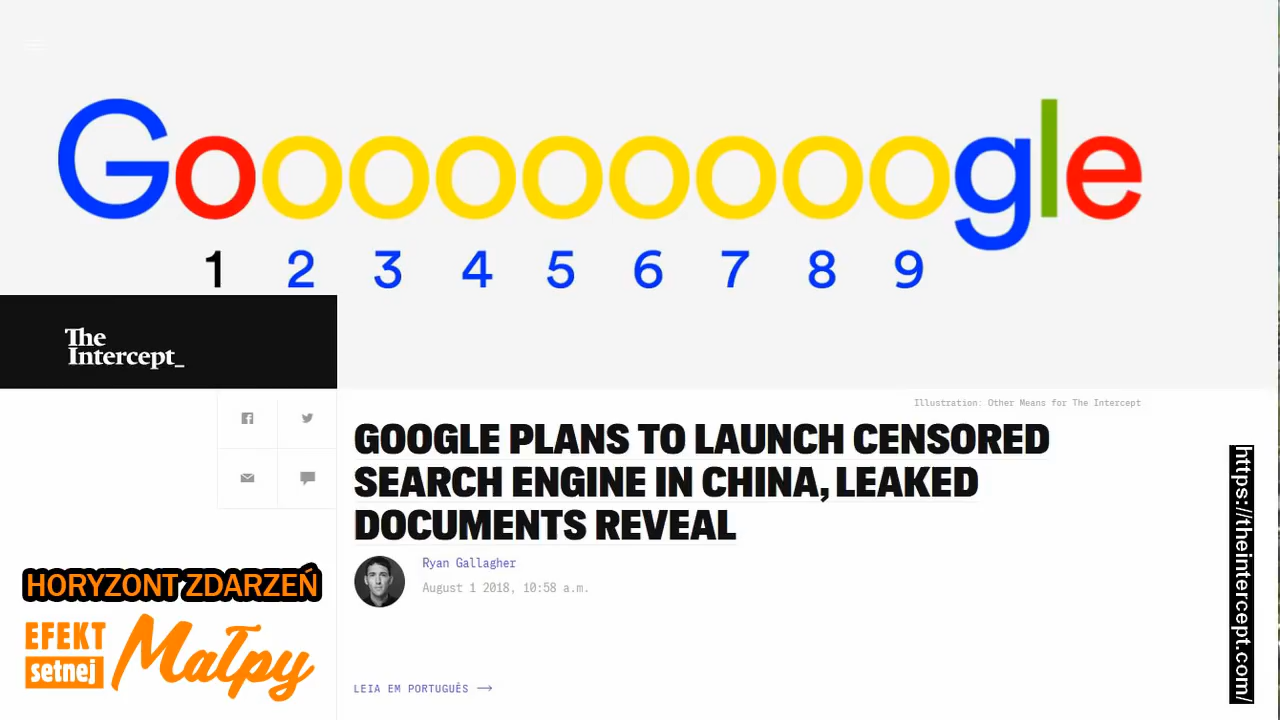 Gooooooooogle
1 2 3 4 5 6 7 8 9
The
Intercept_
Illustration: Other Means for The Intercept
GOOGLE PLANS TO LAUNCH CENSORED
SEARCH ENGINE IN CHINA, LEAKED
DOCUMENTS REVEAL
Ryan Gallagher
August 1 2018, 10:58 a.m.
LEIA EM PORTUGUÊS ⟶
HORYZONT ZDARZEŃ
EFEKT
setnej
Małpy
https://theintercept.com/